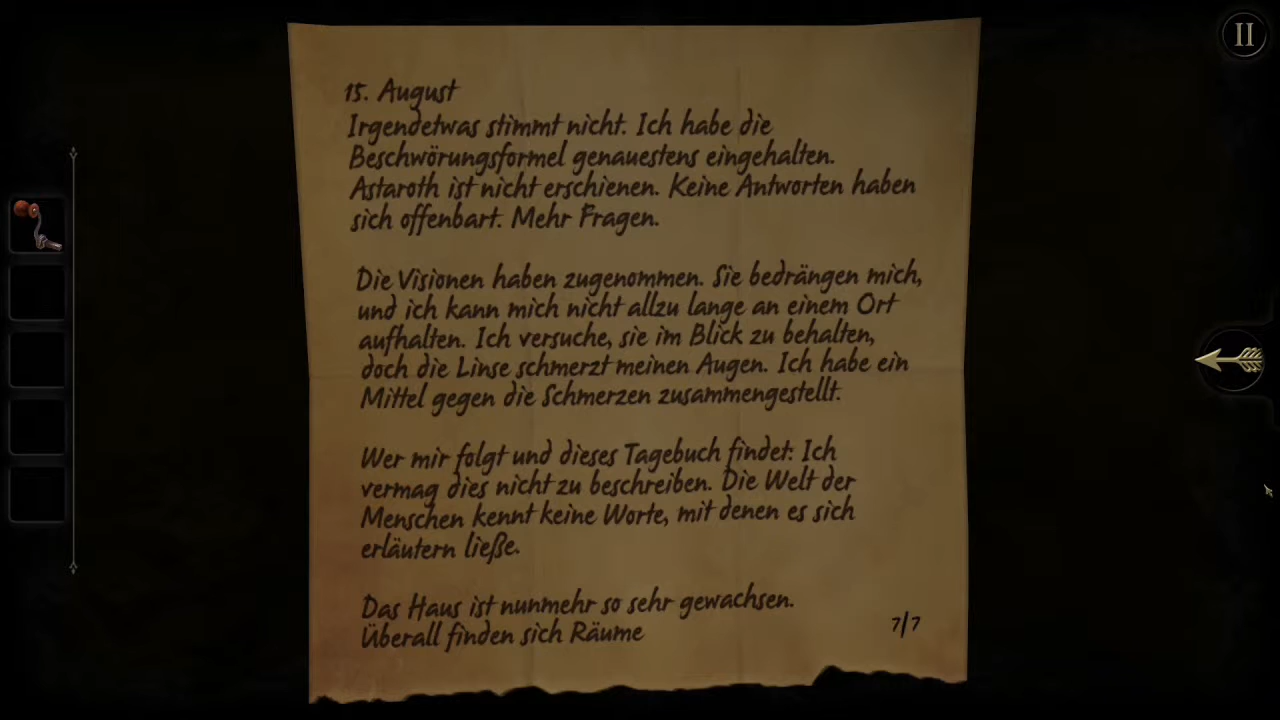 15. August
Irgendetwas stimmt nicht. Ich habe die
Beschwörungsformel genauestens eingehalten.
Astaroth ist nicht erschienen. Keine Antworten haben
sich offenbart. Mehr Fragen.
Die Visionen haben zugenommen. Sie bedrängen mich,
und ich kann mich nicht allzu lange an einem Ort
aufhalten. Ich versuche, sie im Blick zu behalten,
doch die Linse schmerzt meinen Augen. Ich habe ein
Mittel gegen die Schmerzen zusammengestellt.
Wer mir folgt und dieses Tagebuch findet: Ich
vermag dies nicht zu beschreiben. Die Welt der
Menschen kennt keine Worte, mit denen es sich
erläutern ließe.
Das Haus ist nunmehr so sehr gewachsen.
Überall finden sich Räume
7/7